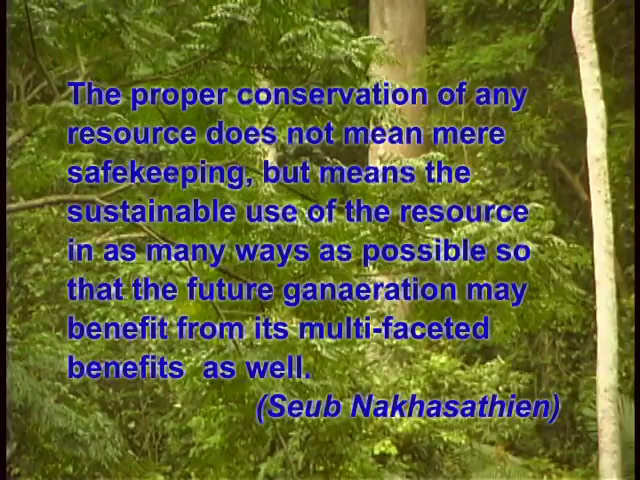 The proper conservation of any
resource does not mean mere
safekeeping, but means the
sustainable use of the resource
in as many ways as possible so
that the future ganaeration may
benefit from its multi-faceted
benefits as well.
(Seub Nakhasathien)